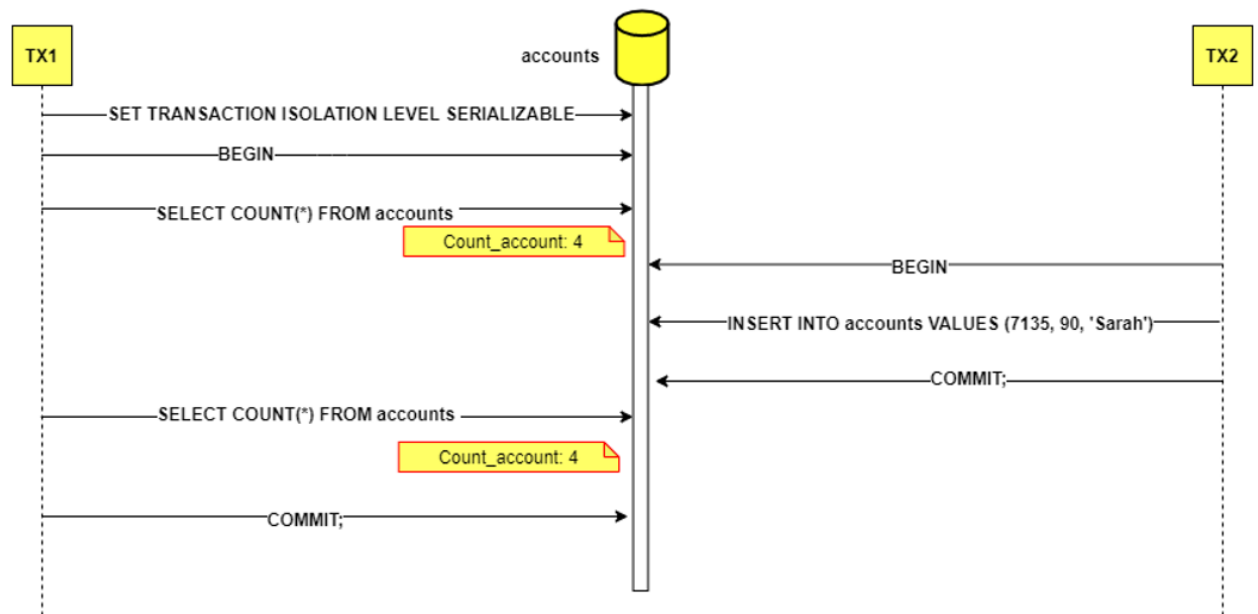 TX1
accounts
TX2
SET TRANSACTION ISOLATION LEVEL SERIALIZABLE
BEGIN
SELECT COUNT(*) FROM accounts
Count_account: 4
BEGIN
INSERT INTO accounts VALUES (7135, 90, 'Sarah')
COMMIT;
SELECT COUNT(*) FROM accounts
Count_account: 4
COMMIT;